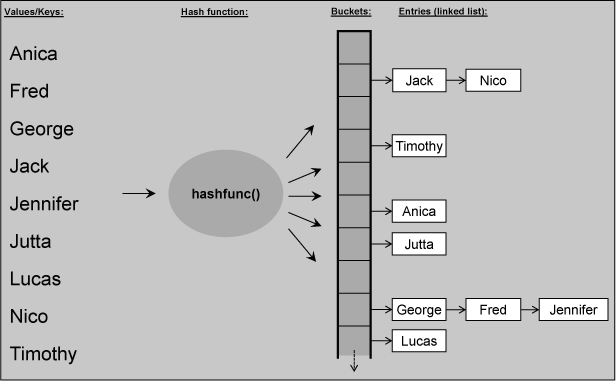 Values/Keys: Hash function: Buckets: Entries (linked list):
Anica
Fred
George
Jack
Jennifer
Jutta
Lucas
Nico
Timothy
hashfunc()
Jack Nico
Timothy
Anica
Jutta
George Fred Jennifer
Lucas